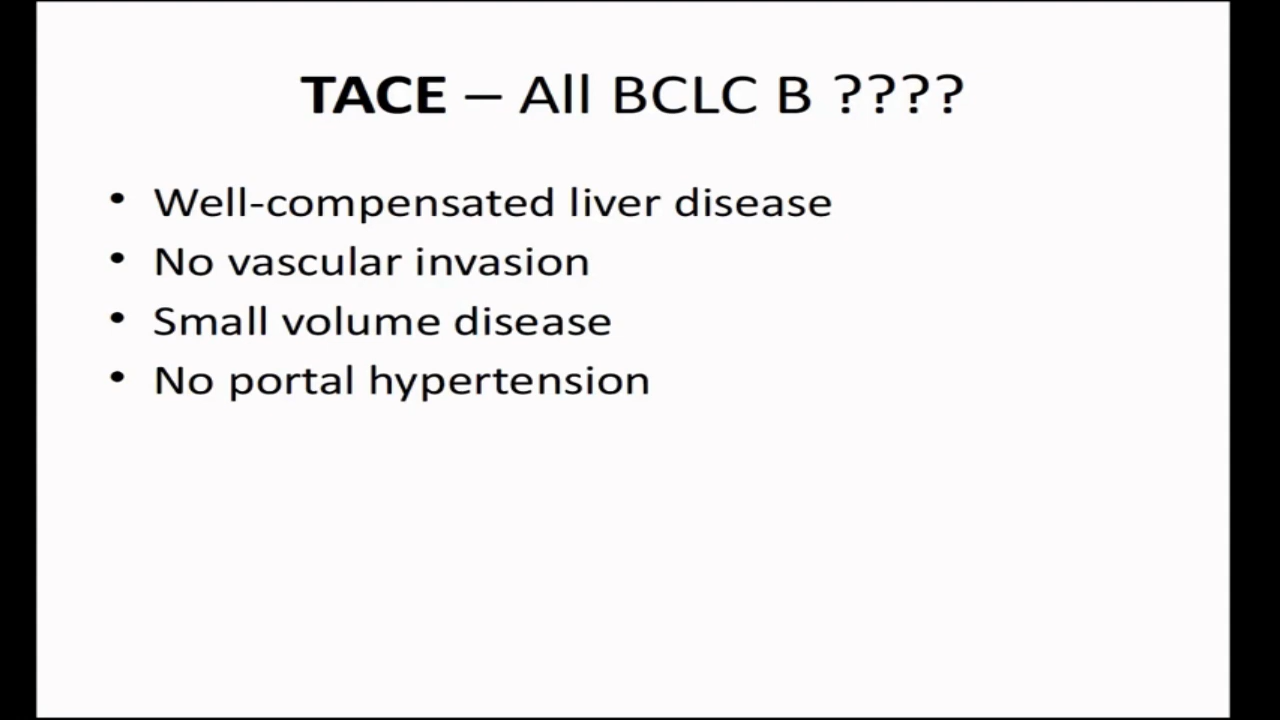 TACE – All BCLC B ????
• Well-compensated liver disease
• No vascular invasion
• Small volume disease
• No portal hypertension